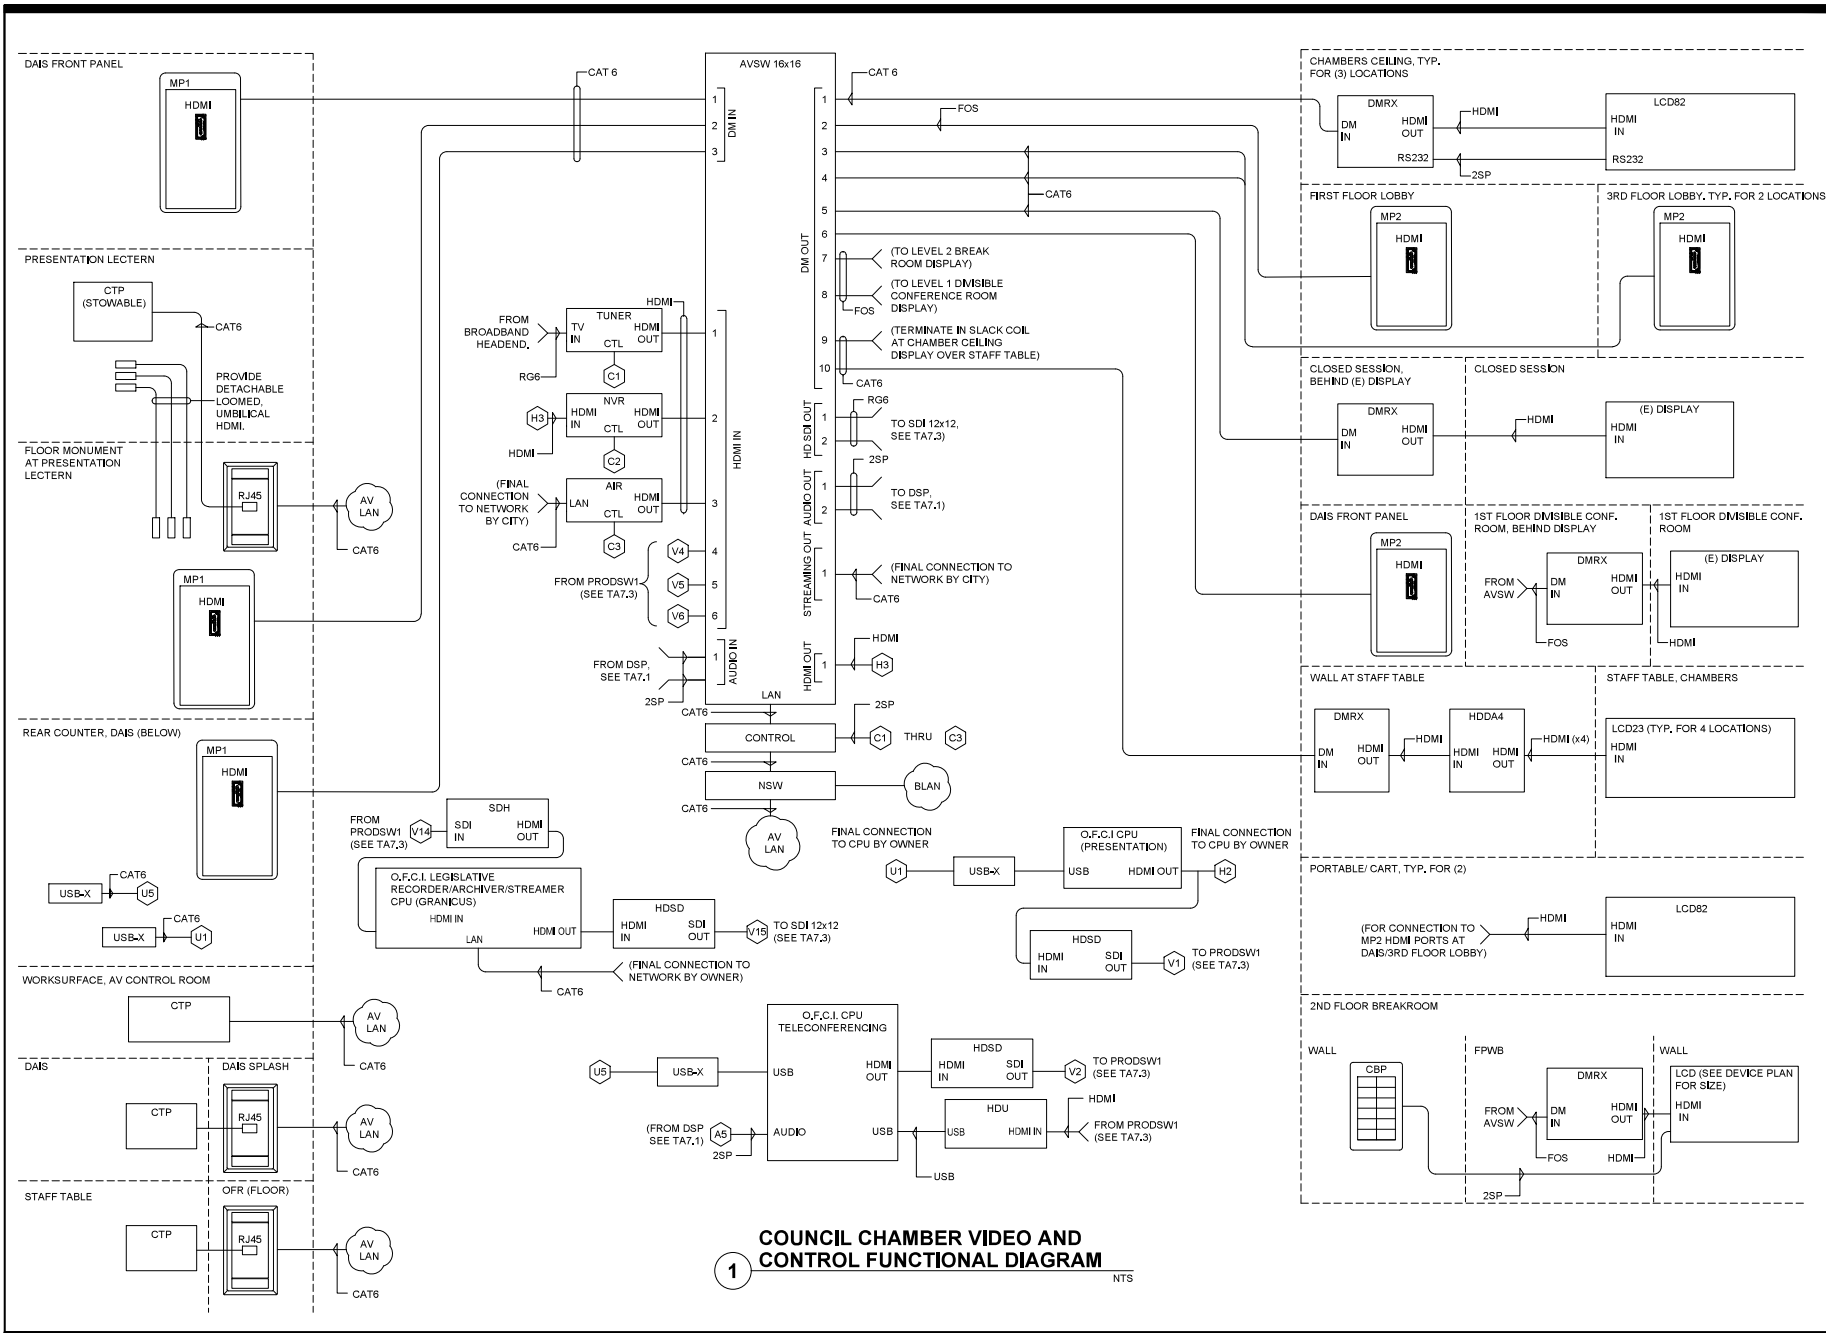 DAIS FRONT PANEL
MP1
HDMI
PRESENTATION LECTERN
CTP
(STOWABLE)
CAT6
PROVIDE
DETACHABLE
LOOMED,
UMBILICAL
HDMI.
FLOOR MONUMENT
AT PRESENTATION
LECTERN
RJ45
AV
LAN
CAT6
MP1
HDMI
REAR COUNTER, DAIS (BELOW)
MP1
HDMI
CAT6
USB-X
U5
CAT6
USB-X
U1
WORKSURFACE, AV CONTROL ROOM
CTP
AV
LAN
CAT6
DAIS
DAIS SPLASH
CTP
RJ45
AV
LAN
CAT6
STAFF TABLE
OFR (FLOOR)
CTP
RJ45
AV
LAN
CAT6
CAT 6
AVSW 16x16
1
2
3
DM IN
HDMI
FROM
BROADBAND
HEADEND.
TUNER
TV
IN
HDMI
OUT
CTL
RG6
C1
1
NVR
H3
HDMI
IN
HDMI
OUT
CTL
HDMI
C2
2
HDMI IN
(FINAL
CONNECTION
TO NETWORK
BY CITY)
AIR
LAN
HDMI
OUT
CTL
CAT6
C3
3
FROM PRODSW1
(SEE TA7.3)
V4
4
V5
5
V6
6
FROM DSP,
SEE TA7.1
2SP
1
AUDIO IN
CAT 6
FOS
1
2
3
4
5
6
7
8
9
10
DM OUT
CAT6
(TO LEVEL 2 BREAK
ROOM DISPLAY)
(TO LEVEL 1 DIVISIBLE
CONFERENCE ROOM
DISPLAY)
FOS
(TERMINATE IN SLACK COIL
AT CHAMBER CEILING
DISPLAY OVER STAFF TABLE)
CAT6
RG6
1
2
HD SDI OUT
TO SDI 12x12,
SEE TA7.3)
2SP
1
2
AUDIO OUT
TO DSP,
SEE TA7.1)
STREAMING OUT
1
(FINAL CONNECTION TO
NETWORK BY CITY)
CAT6
HDMI
HDMI OUT
1
H3
LAN
CAT6
2SP
CONTROL
C1
THRU
C3
CAT6
NSW
BLAN
CAT6
AV
LAN
FROM
PRODSW1
(SEE TA7.3)
V14
SDH
SDI
IN
HDMI
OUT
O.F.C.I. LEGISLATIVE
RECORDER/ARCHIVER/STREAMER
CPU (GRANICUS)
HDMI IN
LAN
HDMI OUT
HDSD
HDMI
IN
SDI
OUT
V15
TO SDI 12x12
(SEE TA7.3)
(FINAL CONNECTION TO
NETWORK BY OWNER)
CAT6
FINAL CONNECTION
TO CPU BY OWNER
U1
USB-X
O.F.C.I CPU
(PRESENTATION)
USB
HDMI OUT
FINAL CONNECTION
TO CPU BY OWNER
H2
HDSD
HDMI
IN
SDI
OUT
V1
TO PRODSW1
(SEE TA7.3)
O.F.C.I. CPU
TELECONFERENCING
U5
USB-X
USB
HDMI
OUT
HDSD
HDMI
IN
SDI
OUT
V2
TO PRODSW1
(SEE TA7.3)
(FROM DSP
SEE TA7.1)
A5
2SP
AUDIO
USB
USB
HDU
USB
HDMI IN
HDMI
FROM PRODSW1
(SEE TA7.3)
CHAMBERS CEILING, TYP.
FOR (3) LOCATIONS
DMRX
DM
IN
HDMI
OUT
RS232
HDMI
2SP
LCD82
HDMI
IN
RS232
FIRST FLOOR LOBBY
MP2
HDMI
3RD FLOOR LOBBY. TYP. FOR 2 LOCATIONS
MP2
HDMI
CLOSED SESSION,
BEHIND (E) DISPLAY
DMRX
DM
IN
HDMI
OUT
CLOSED SESSION
HDMI
(E) DISPLAY
HDMI
IN
DAIS FRONT PANEL
MP2
HDMI
1ST FLOOR DIVISIBLE CONF.
ROOM, BEHIND DISPLAY
FROM
AVSW
DMRX
DM
IN
HDMI
OUT
FOS
1ST FLOOR DIVISIBLE CONF.
ROOM
(E) DISPLAY
HDMI
IN
HDMI
WALL AT STAFF TABLE
DMRX
DM
IN
HDMI
OUT
HDMI
HDDA4
HDMI
IN
HDMI
OUT
HDMI (x4)
STAFF TABLE, CHAMBERS
LCD23 (TYP. FOR 4 LOCATIONS)
HDMI
IN
PORTABLE/ CART, TYP. FOR (2)
(FOR CONNECTION TO
MP2 HDMI PORTS AT
DAIS/3RD FLOOR LOBBY)
HDMI
LCD82
HDMI
IN
2ND FLOOR BREAKROOM
WALL
CBP
FPWB
FROM
AVSW
DMRX
DM
IN
HDMI
OUT
FOS
HDMI
2SP
WALL
LCD (SEE DEVICE PLAN
FOR SIZE)
HDMI
IN
1
COUNCIL CHAMBER VIDEO AND
CONTROL FUNCTIONAL DIAGRAM
NTS